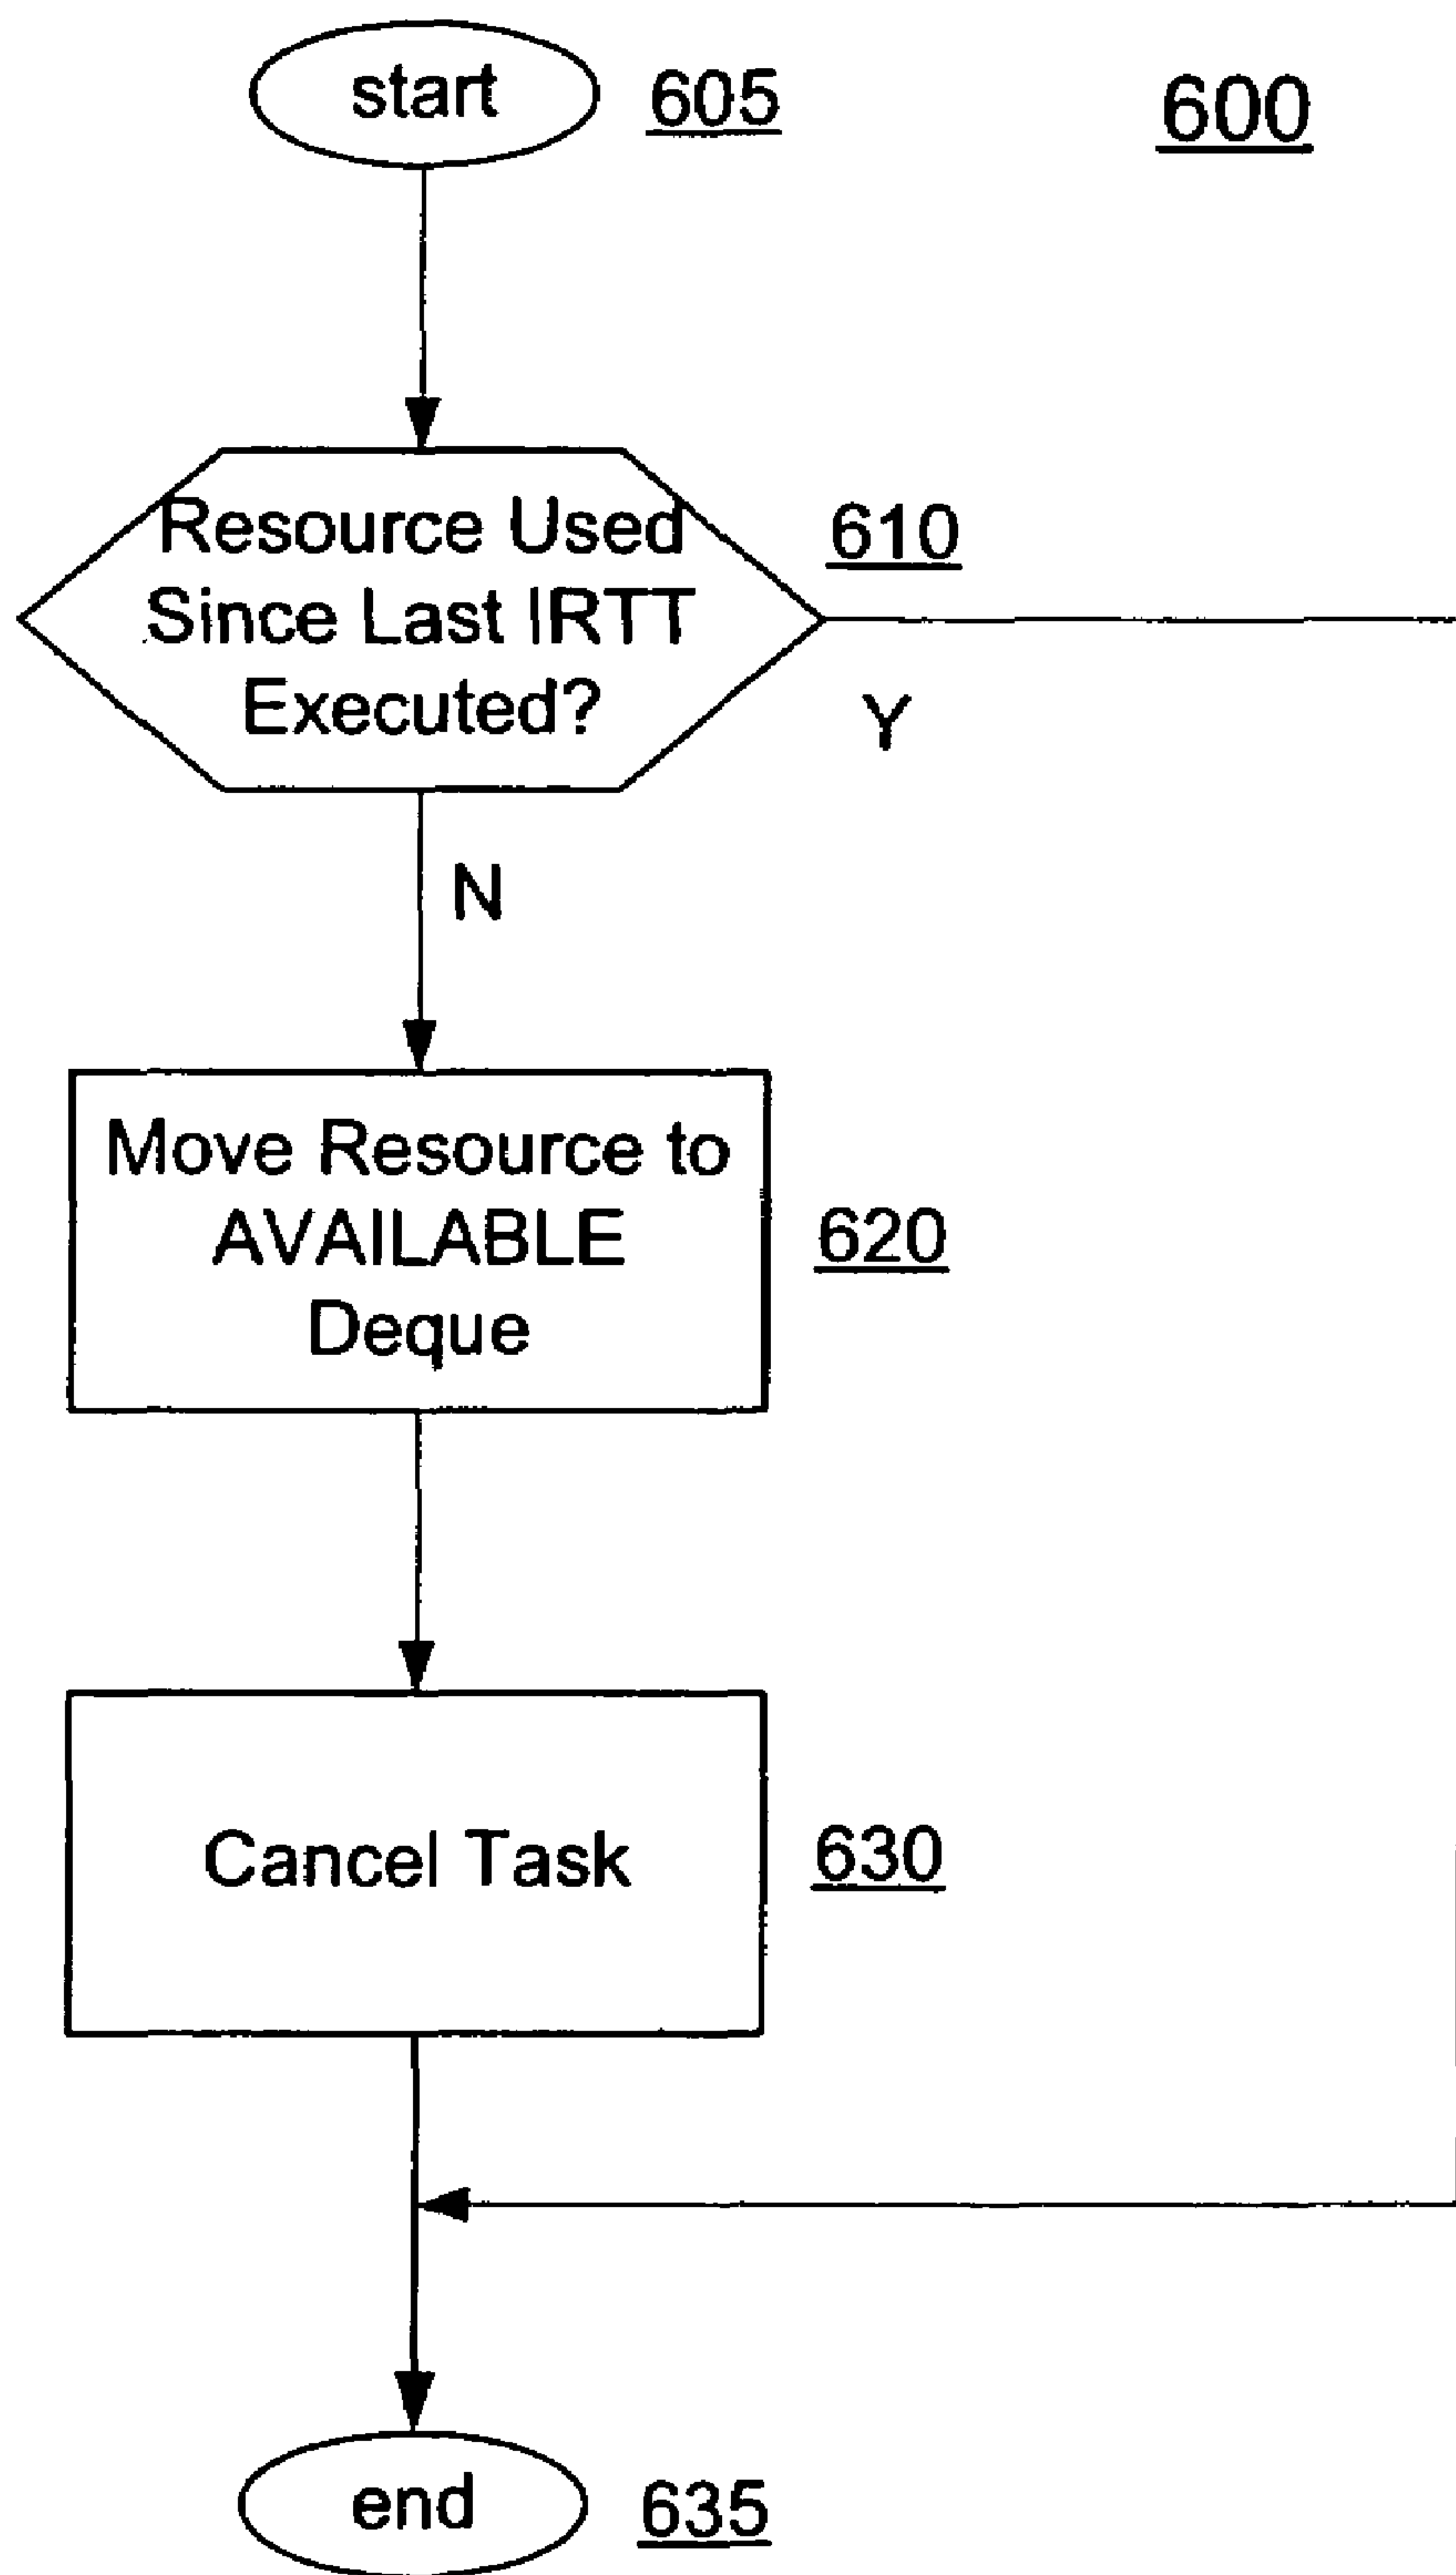 start
605
600
Resource Used
Since Last IRTT
Executed?
610
Y
N
Move Resource to
AVAILABLE
Deque
620
Cancel Task
630
end
635